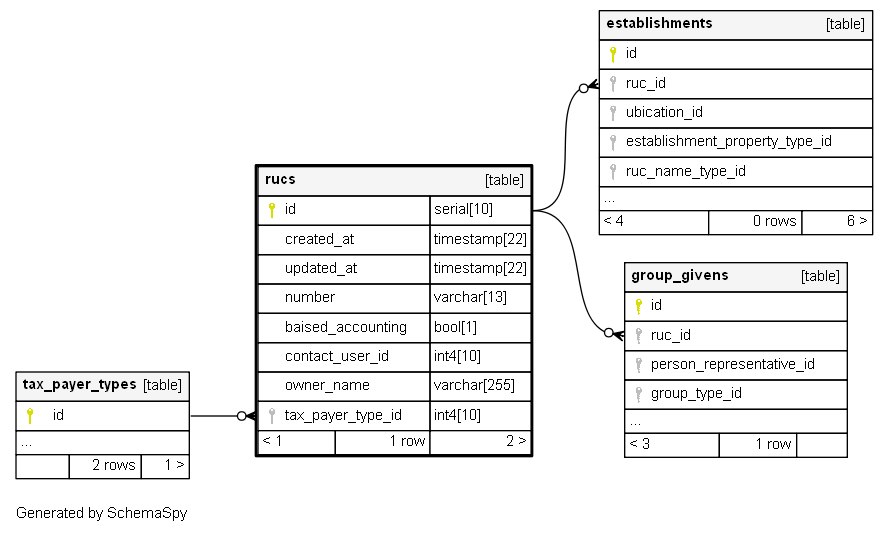 establishments [table]
id
ruc_id
ubication_id
establishment_property_type_id
ruc_name_type_id
...
< 4 0 rows 6 >
rucs [table]
id serial[10]
created_at timestamp[22]
updated_at timestamp[22]
number varchar[13]
baised_accounting bool[1]
contact_user_id int4[10]
owner_name varchar[255]
tax_payer_type_id int4[10]
< 1 1 row 2 >
group_givens [table]
id
ruc_id
person_representative_id
group_type_id
...
< 3 1 row
tax_payer_types [table]
id
...
2 rows 1 >
Generated by SchemaSpy